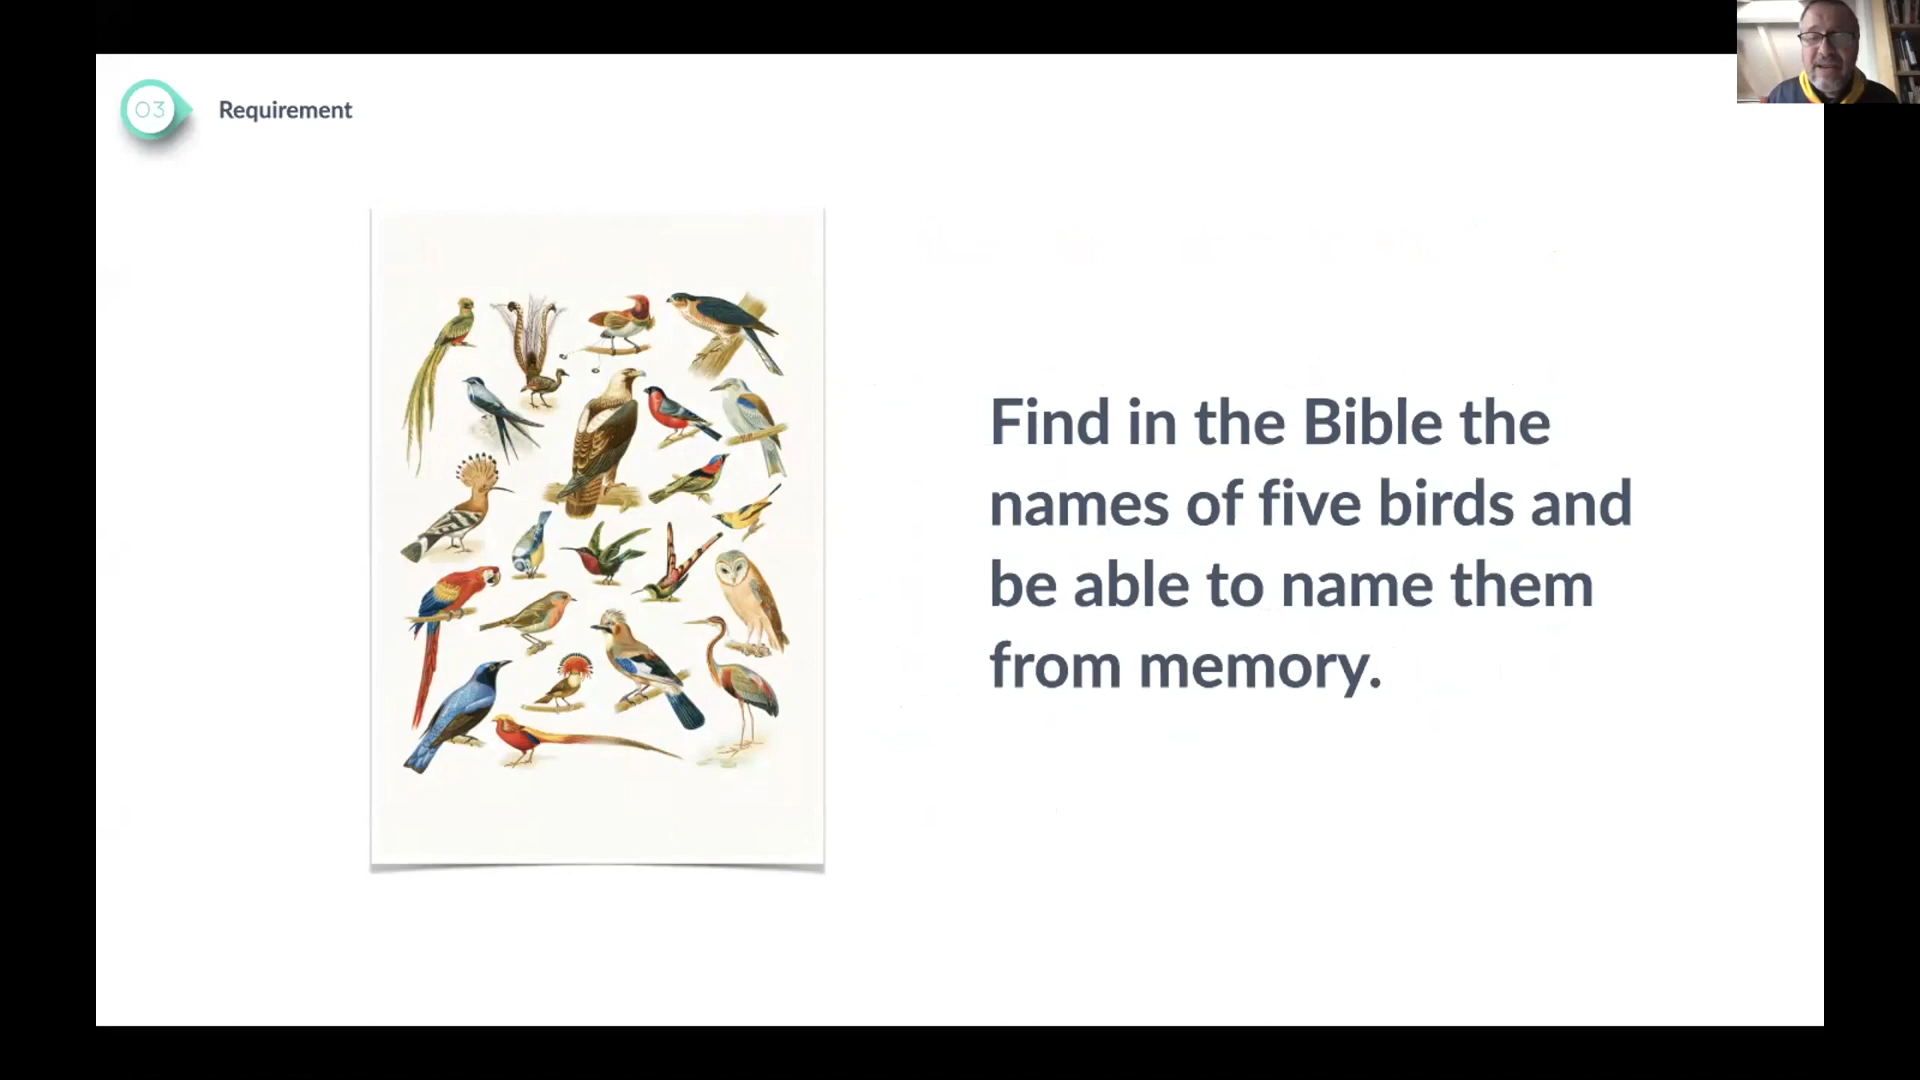 03
Requirement
Find in the Bible the
names of five birds and
be able to name them
from memory.